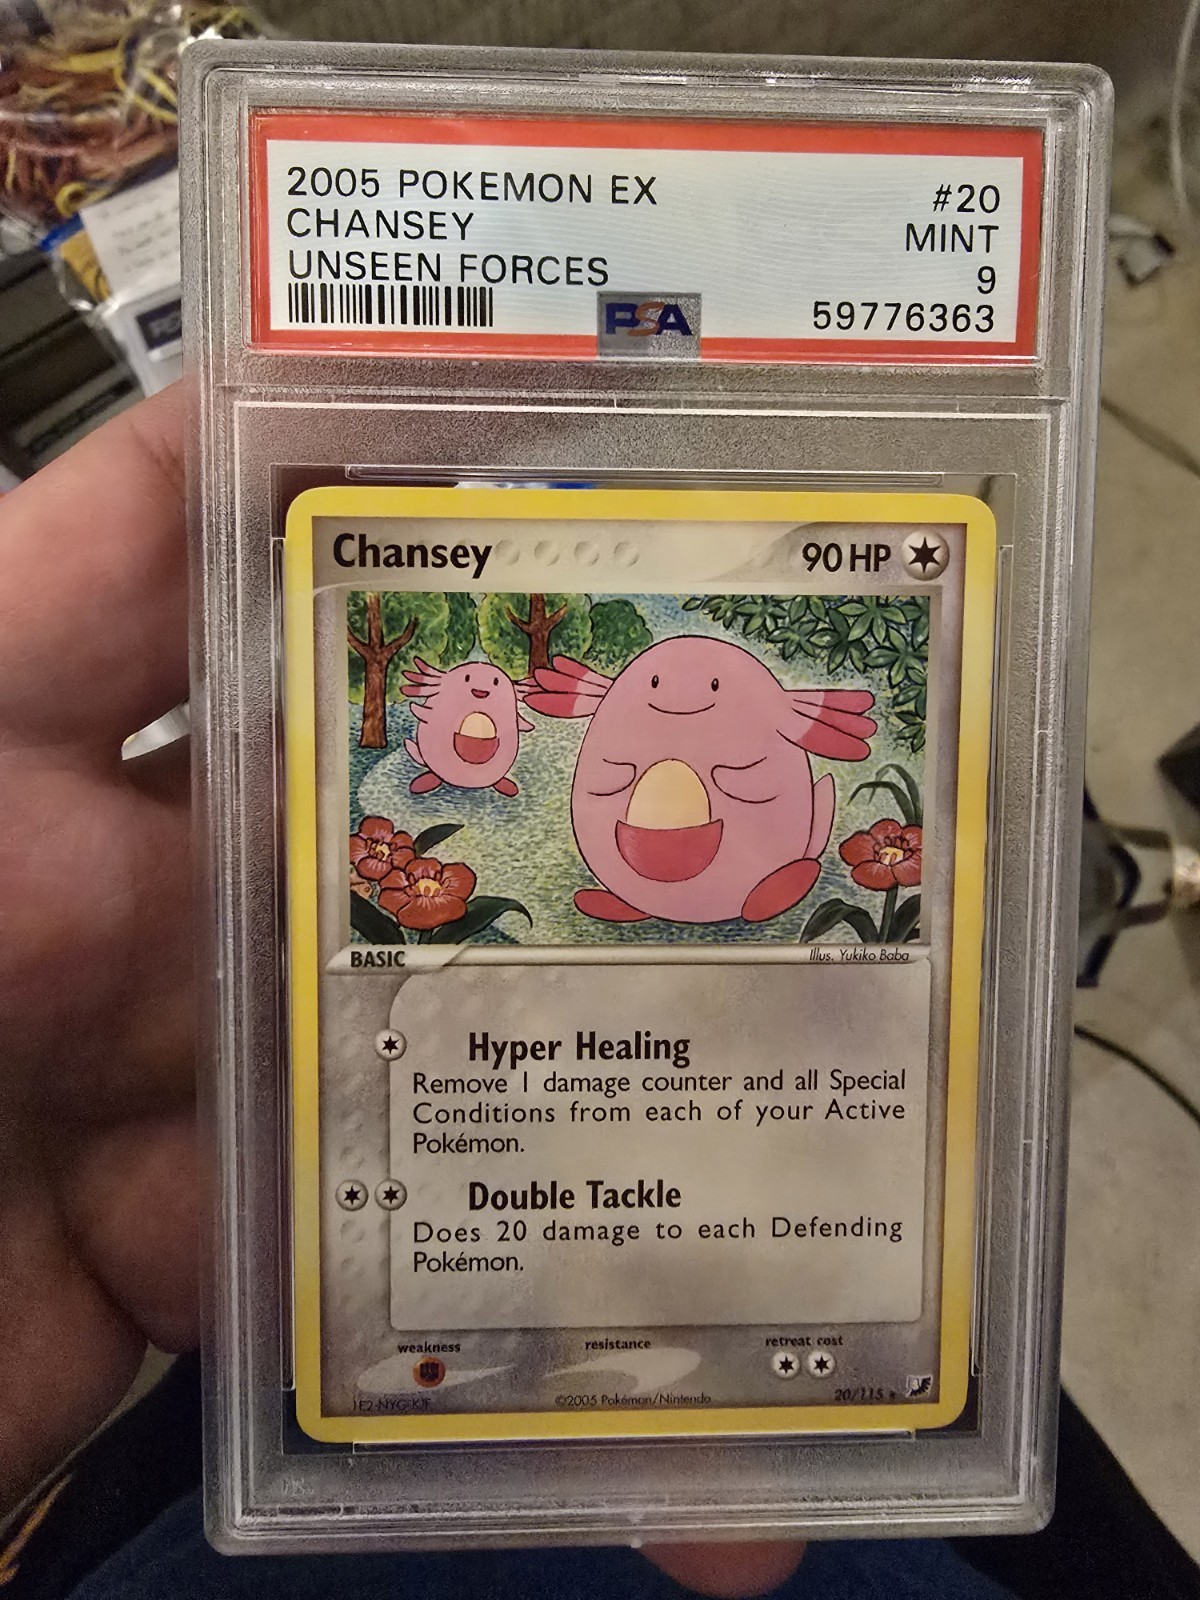 2005 POKEMON EX #20
CHANSEY MINT
UNSEEN FORCES 9
PSA 59776363
Chansey 90 HP
BASIC Illus. Yukiko Baba
Hyper Healing
Remove 1 damage counter and all Special
Conditions from each of your Active
Pokémon.
Double Tackle
Does 20 damage to each Defending
Pokémon.
weakness resistance retreat cost
©2005 Pokémon/Nintendo 20/115